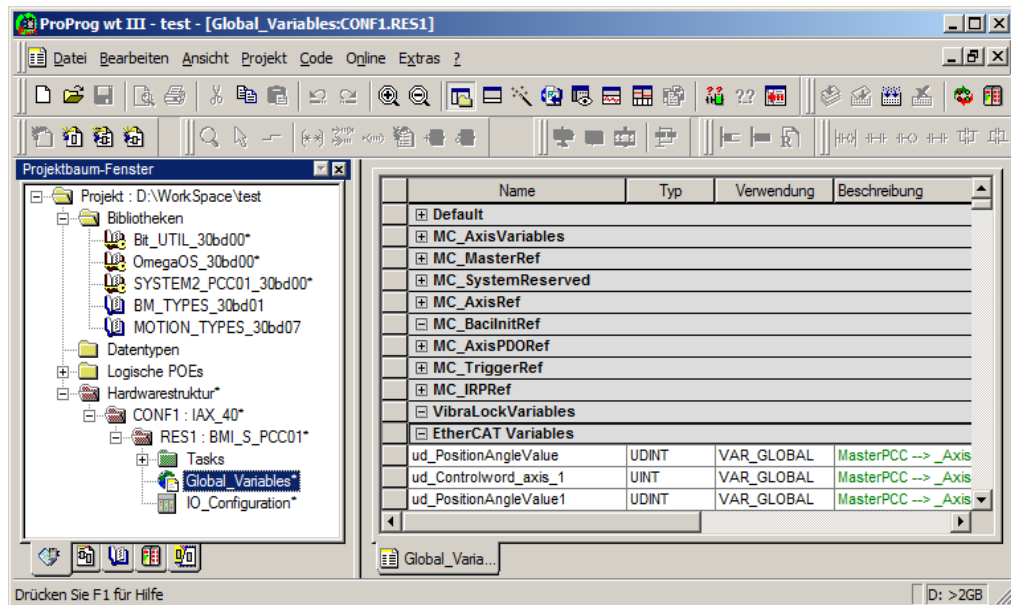 ProProg wt III - test - [Global_Variables:CONF1.RES1]
Datei Bearbeiten Ansicht Projekt Code Online Extras ?
Projektbaum-Fenster
Projekt : D:\WorkSpace\test
Bibliotheken
Bit_UTIL_30bd00*
OmegaOS_30bd00*
SYSTEM2_PCC01_30bd00*
BM_TYPES_30bd01
MOTION_TYPES_30bd07
Datentypen
Logische POEs
Hardwarestruktur*
CONF1 : IAX_40*
RES1 : BMI_S_PCC01*
Tasks
Global_Variables*
IO_Configuration*
Name Typ Verwendung Beschreibung
Default
MC_AxisVariables
MC_MasterRef
MC_SystemReserved
MC_AxisRef
MC_BacilnitRef
MC_AxisPDORef
MC_TriggerRef
MC_IRPRef
VibraLockVariables
EtherCAT Variables
ud_PositionAngleValue UDINT VAR_GLOBAL MasterPCC --> _Axis
ud_Controlword_axis_1 UINT VAR_GLOBAL MasterPCC --> _Axis
ud_PositionAngleValue1 UDINT VAR_GLOBAL MasterPCC --> _Axis
Global_Varia...
Drücken Sie F1 für Hilfe
D: >2GB